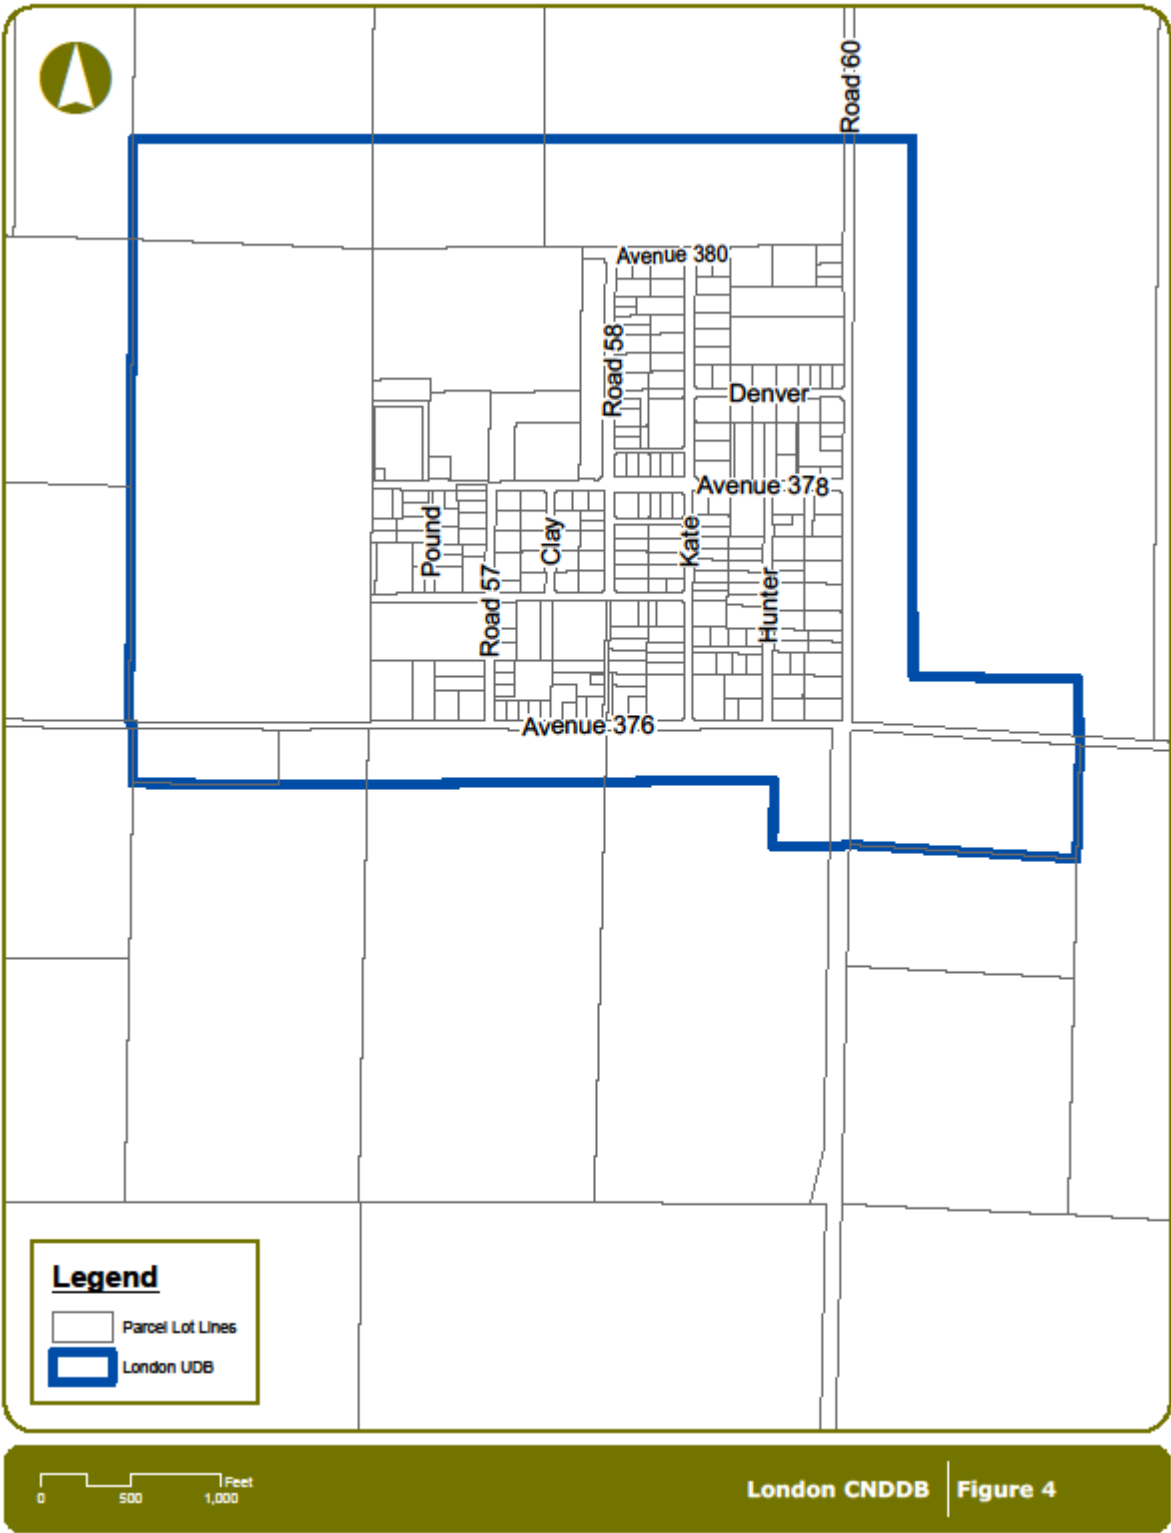 Road 60
Avenue 380
Road 58
Denver
Avenue 378
Pound
Clay
Kate
Road 57
Hunter
Avenue 376
Legend
Parcel Lot Lines
London UDB
Feet
0 500 1,000
London CNDDB Figure 4